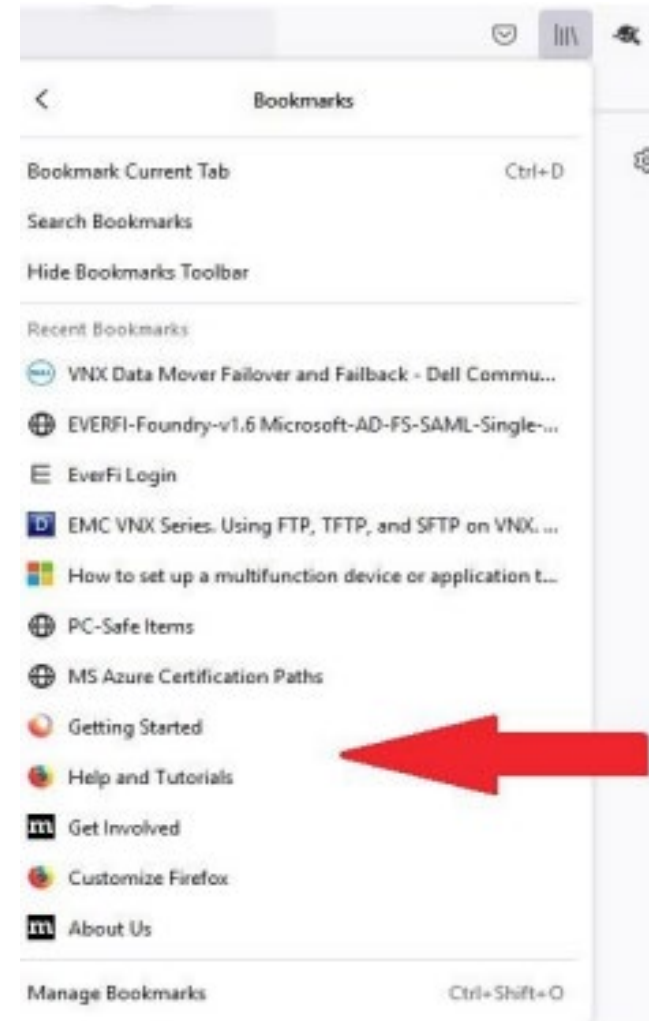 Bookmarks
Bookmark Current Tab Ctrl+D
Search Bookmarks
Hide Bookmarks Toolbar
Recent Bookmarks
DELL VNX Data Mover Failover and Failback - Dell Commu...
EVERFI-Foundry-v1.6 Microsoft-AD-FS-SAML-Single-...
E EverFi Login
D EMC VNX Series. Using FTP, TFTP, and SFTP on VNX. ...
How to set up a multifunction device or application t...
PC-Safe Items
MS Azure Certification Paths
Getting Started
Help and Tutorials
m Get Involved
Customize Firefox
m About Us
Manage Bookmarks Ctrl+Shift+O